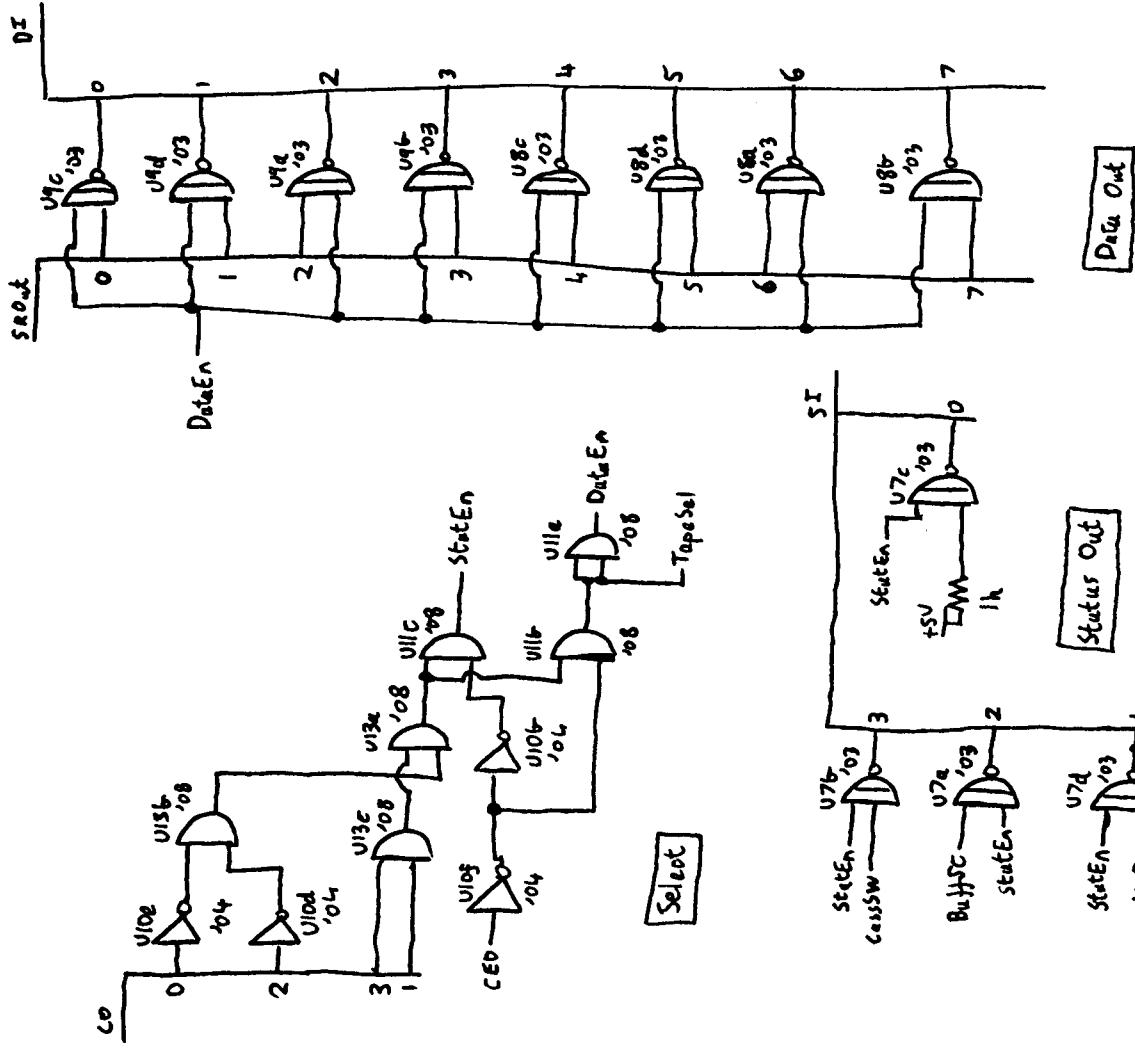 DI
SROut
DataEn
U9c
'03
0
0
U9d
'03
1
1
U9a
'03
2
2
U9b
'03
3
3
U8c
'03
4
4
U8d
'03
5
5
U8a
'03
6
6
U8b
'03
7
7
Data Out
CO
0
2
3
1
U10e
'04
U10d
'04
U13b
'08
U13c
'08
U13a
'08
CED
U10f
'04
U10b
'04
U11c
'08
StatEn
U11b
'08
U11a
'08
DataEn
TapeSel
Select
SI
StatEn
+5V
1k
U7c
'03
0
Status Out
StatEn
CassSW
U7b
'03
3
BuffSC
StatEn
U7a
'03
2
StatEn
U7d
'03